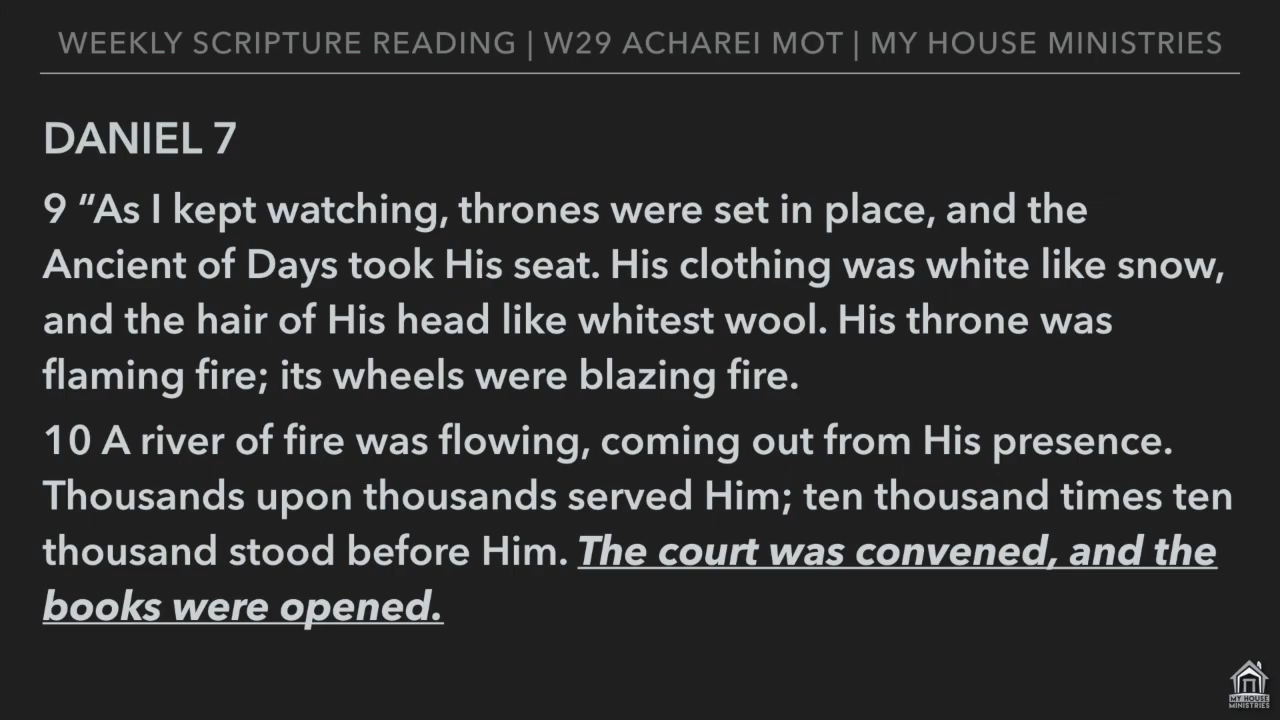 WEEKLY SCRIPTURE READING | W29 ACHAREI MOT | MY HOUSE MINISTRIES
DANIEL 7
9 “As I kept watching, thrones were set in place, and the
Ancient of Days took His seat. His clothing was white like snow,
and the hair of His head like whitest wool. His throne was
flaming fire; its wheels were blazing fire.
10 A river of fire was flowing, coming out from His presence.
Thousands upon thousands served Him; ten thousand times ten
thousand stood before Him. The court was convened, and the
books were opened.
MY HOUSE
MINISTRIES